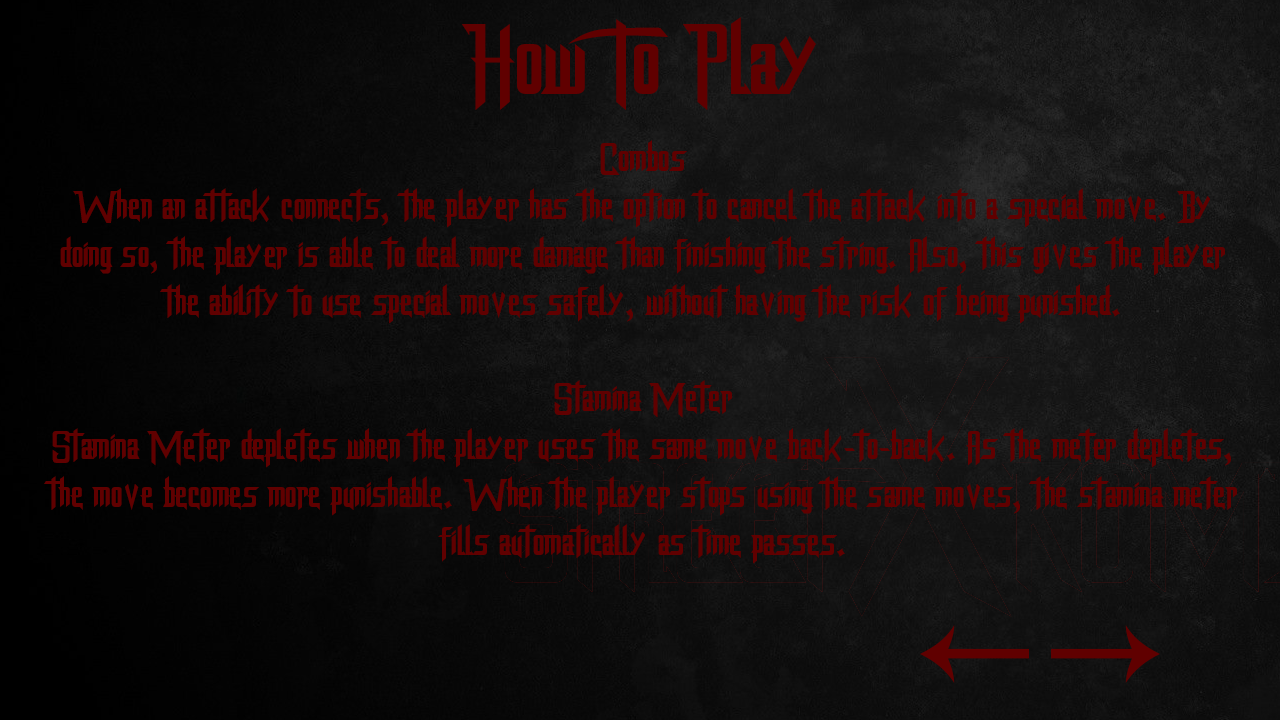 How To Play
Combos
When an attack connects, the player has the option to cancel the attack into a special move. By
doing so, the player is able to deal more damage than finishing the string. Also, this gives the player
the ability to use special moves safely, without having the risk of being punished.
Stamina Meter
Stamina Meter depletes when the player uses the same move back-to-back. As the meter depletes,
the move becomes more punishable. When the player stops using the same moves, the stamina meter
fills automatically as time passes.